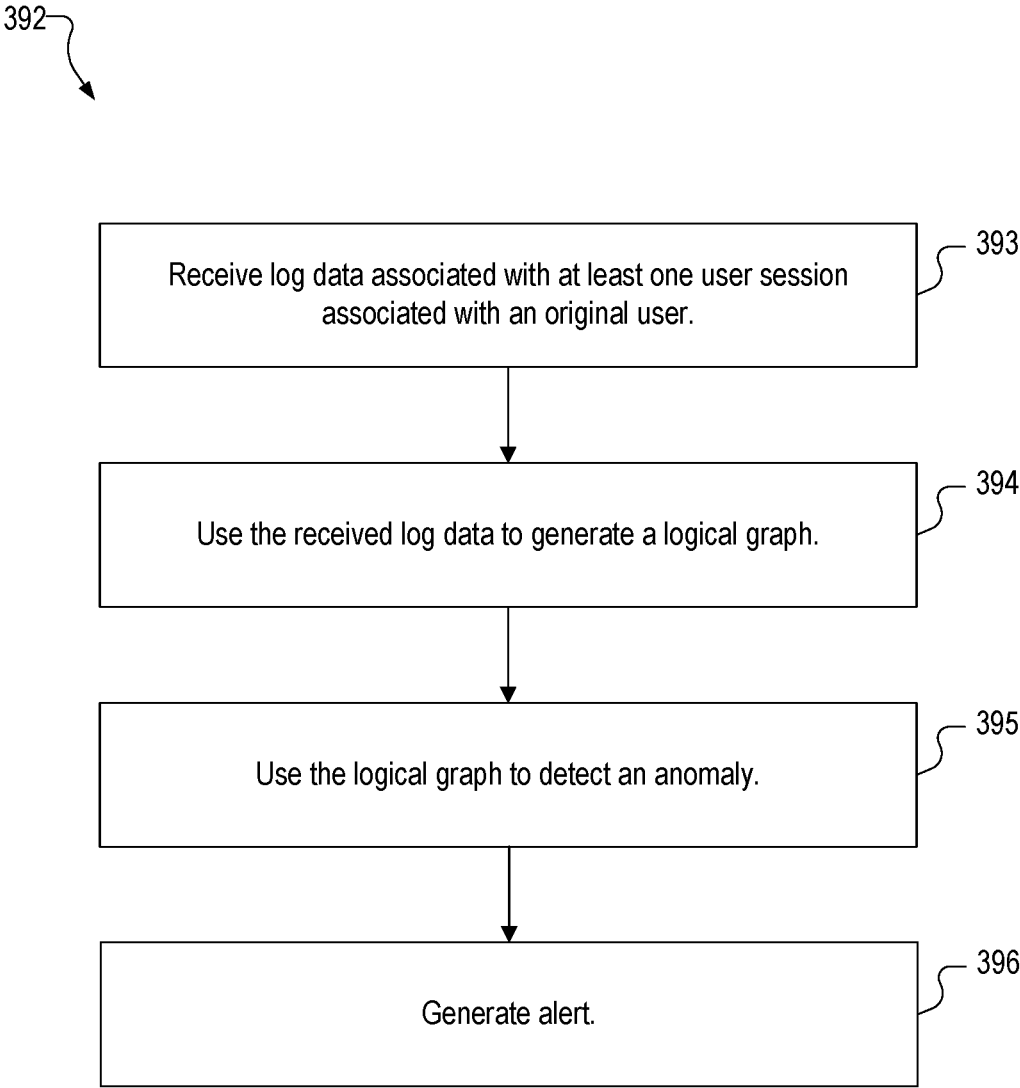 392
393
Receive log data associated with at least one user session
associated with an original user.
394
Use the received log data to generate a logical graph.
395
Use the logical graph to detect an anomaly.
396
Generate alert.